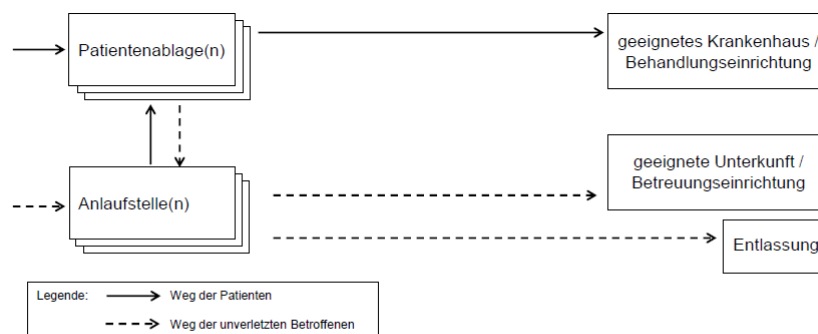 Patientenablage(n)
geeignetes Krankenhaus /
Behandlungseinrichtung
geeignete Unterkunft /
Betreuungseinrichtung
Anlaufstelle(n)
Entlassung
Legende:
Weg der Patienten
Weg der unverletzten Betroffenen